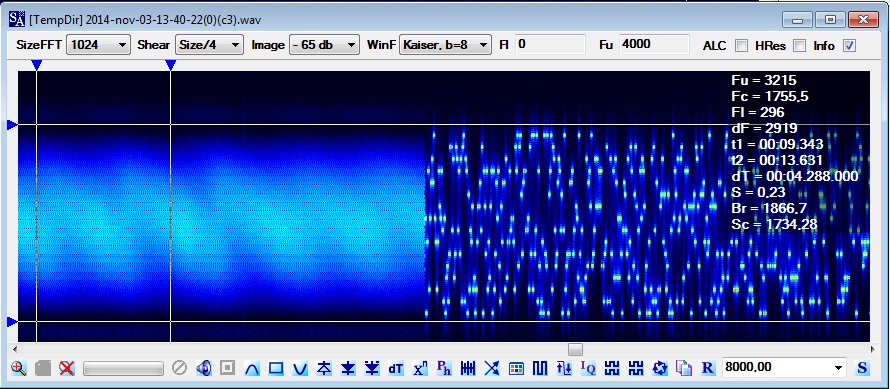 [TempDir] 2014-nov-03-13-40-22(0)(c3).wav
SizeFFT 1024 Shear Size/4 Image - 65 db WinF Kaiser, b=8 Fl 0 Fu 4000 ALC HRes Info
Fu = 3215
Fc = 1755,5
Fl = 296
dF = 2919
t1 = 00:09.343
t2 = 00:13.631
dT = 00:04.288.000
S = 0,23
Br = 1866,7
Sc = 1734,28
dT xn Ph IQ R 8000,00 S